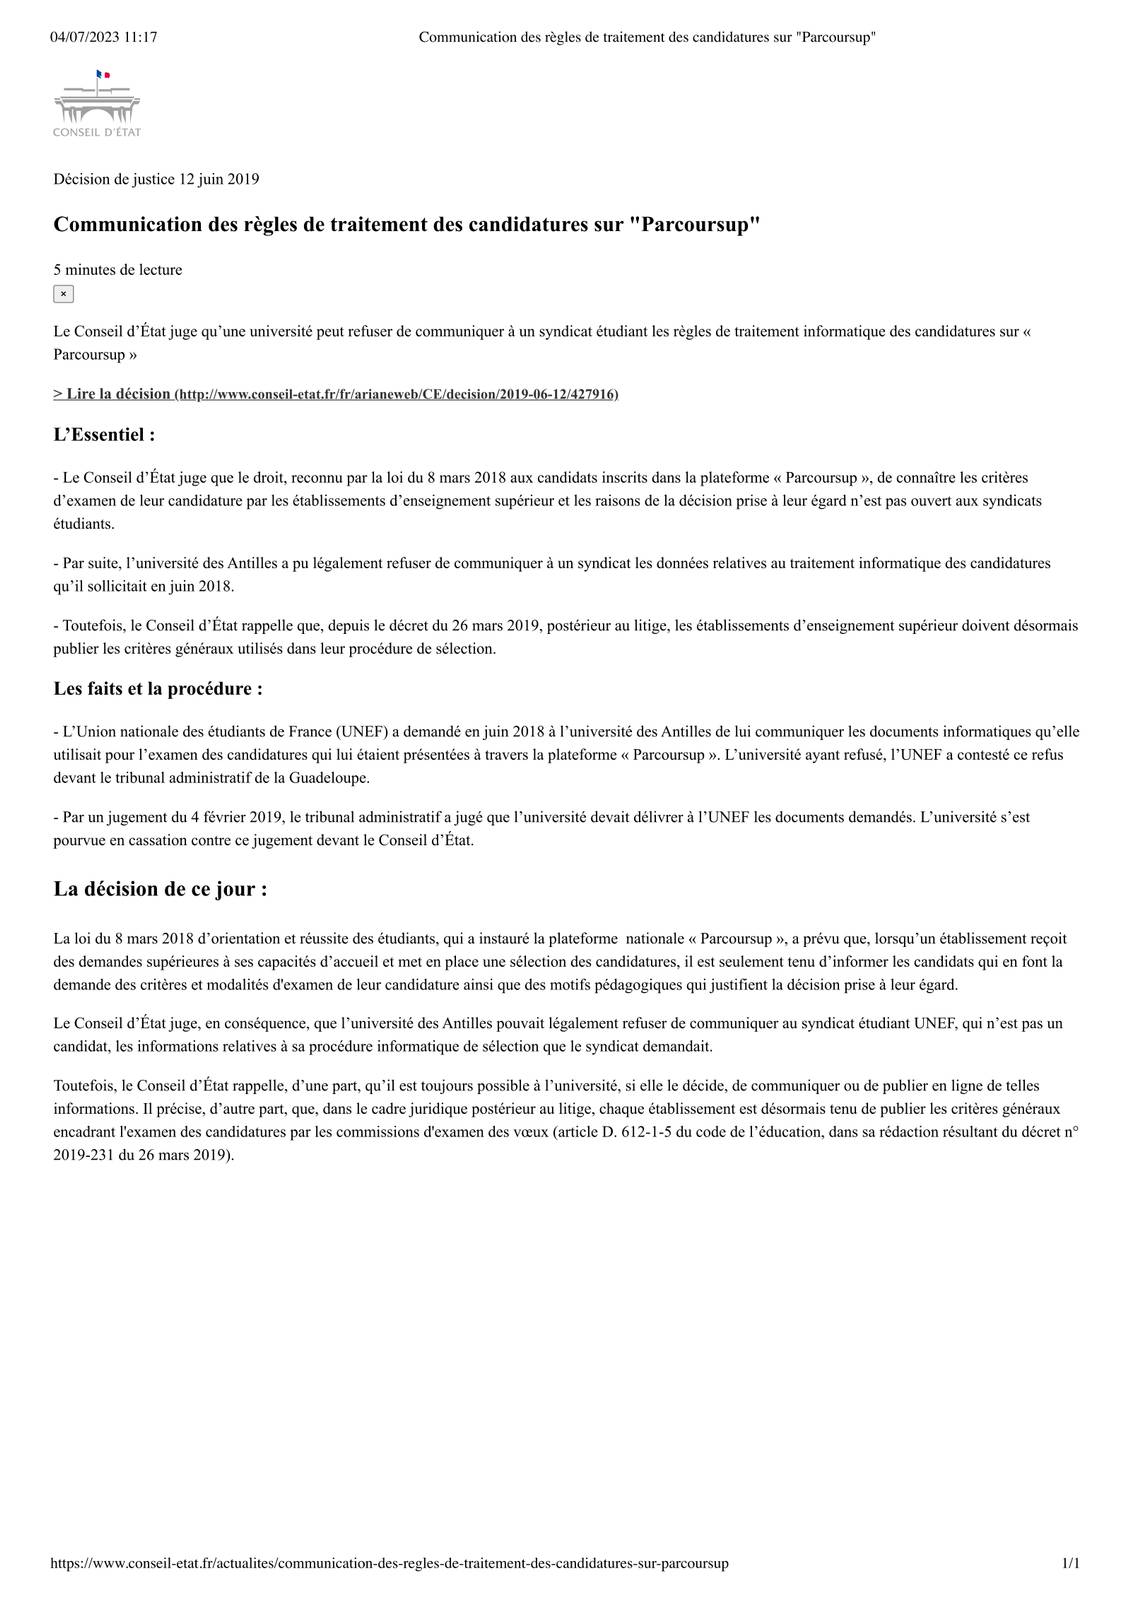 04/07/2023 11:17
Communication des règles de traitement des candidatures sur "Parcoursup"
CONSEIL D'ÉTAT
Décision de justice 12 juin 2019
Communication des règles de traitement des candidatures sur "Parcoursup"
5 minutes de lecture
×
Le Conseil d’État juge qu’une université peut refuser de communiquer à un syndicat étudiant les règles de traitement informatique des candidatures sur «
Parcoursup »
> Lire la décision (http://www.conseil-etat.fr/fr/arianeweb/CE/decision/2019-06-12/427916)
L’Essentiel :
- Le Conseil d’État juge que le droit, reconnu par la loi du 8 mars 2018 aux candidats inscrits dans la plateforme « Parcoursup », de connaître les critères
d’examen de leur candidature par les établissements d’enseignement supérieur et les raisons de la décision prise à leur égard n’est pas ouvert aux syndicats
étudiants.
- Par suite, l’université des Antilles a pu légalement refuser de communiquer à un syndicat les données relatives au traitement informatique des candidatures
qu’il sollicitait en juin 2018.
- Toutefois, le Conseil d’État rappelle que, depuis le décret du 26 mars 2019, postérieur au litige, les établissements d’enseignement supérieur doivent désormais
publier les critères généraux utilisés dans leur procédure de sélection.
Les faits et la procédure :
- L’Union nationale des étudiants de France (UNEF) a demandé en juin 2018 à l’université des Antilles de lui communiquer les documents informatiques qu’elle
utilisait pour l’examen des candidatures qui lui étaient présentées à travers la plateforme « Parcoursup ». L’université ayant refusé, l’UNEF a contesté ce refus
devant le tribunal administratif de la Guadeloupe.
- Par un jugement du 4 février 2019, le tribunal administratif a jugé que l’université devait délivrer à l’UNEF les documents demandés. L’université s’est
pourvue en cassation contre ce jugement devant le Conseil d’État.
La décision de ce jour :
La loi du 8 mars 2018 d’orientation et réussite des étudiants, qui a instauré la plateforme  nationale « Parcoursup », a prévu que, lorsqu’un établissement reçoit
des demandes supérieures à ses capacités d’accueil et met en place une sélection des candidatures, il est seulement tenu d’informer les candidats qui en font la
demande des critères et modalités d'examen de leur candidature ainsi que des motifs pédagogiques qui justifient la décision prise à leur égard.
Le Conseil d’État juge, en conséquence, que l’université des Antilles pouvait légalement refuser de communiquer au syndicat étudiant UNEF, qui n’est pas un
candidat, les informations relatives à sa procédure informatique de sélection que le syndicat demandait.
Toutefois, le Conseil d’État rappelle, d’une part, qu’il est toujours possible à l’université, si elle le décide, de communiquer ou de publier en ligne de telles
informations. Il précise, d’autre part, que, dans le cadre juridique postérieur au litige, chaque établissement est désormais tenu de publier les critères généraux
encadrant l'examen des candidatures par les commissions d'examen des vœux (article D. 612-1-5 du code de l’éducation, dans sa rédaction résultant du décret n°
2019-231 du 26 mars 2019).
https://www.conseil-etat.fr/actualites/communication-des-regles-de-traitement-des-candidatures-sur-parcoursup
1/1